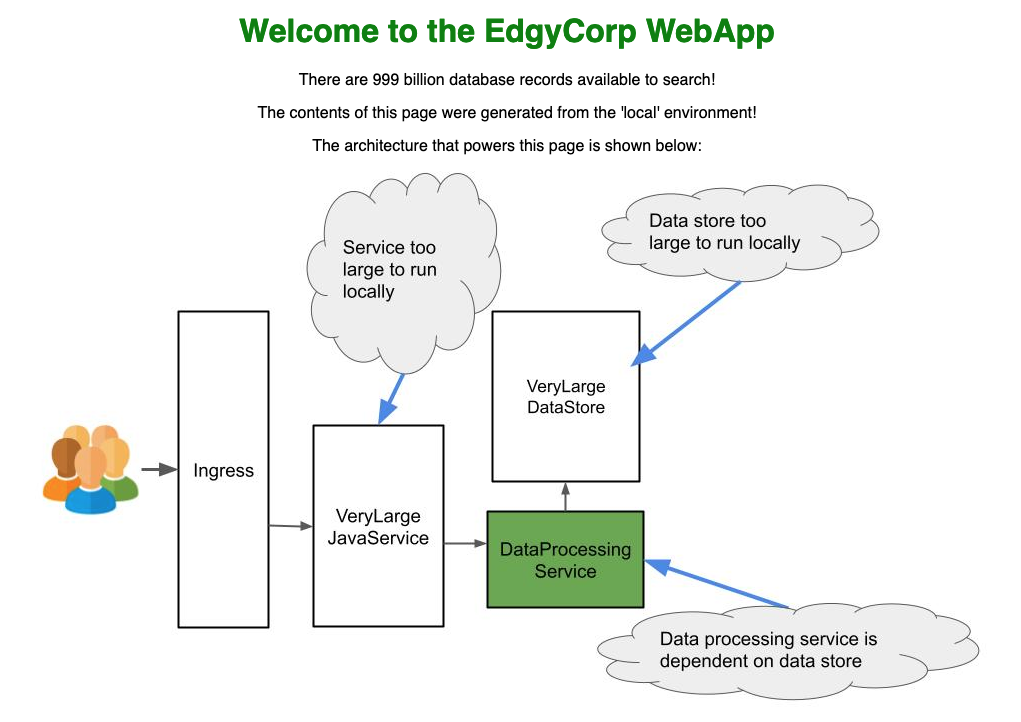 Welcome to the EdgyCorp WebApp
There are 999 billion database records available to search!
The contents of this page were generated from the 'local' environment!
The architecture that powers this page is shown below:
Service too
large to run
locally
Data store too
large to run locally
VeryLarge
DataStore
Ingress
VeryLarge
JavaService
DataProcessing
Service
Data processing service is
dependent on data store